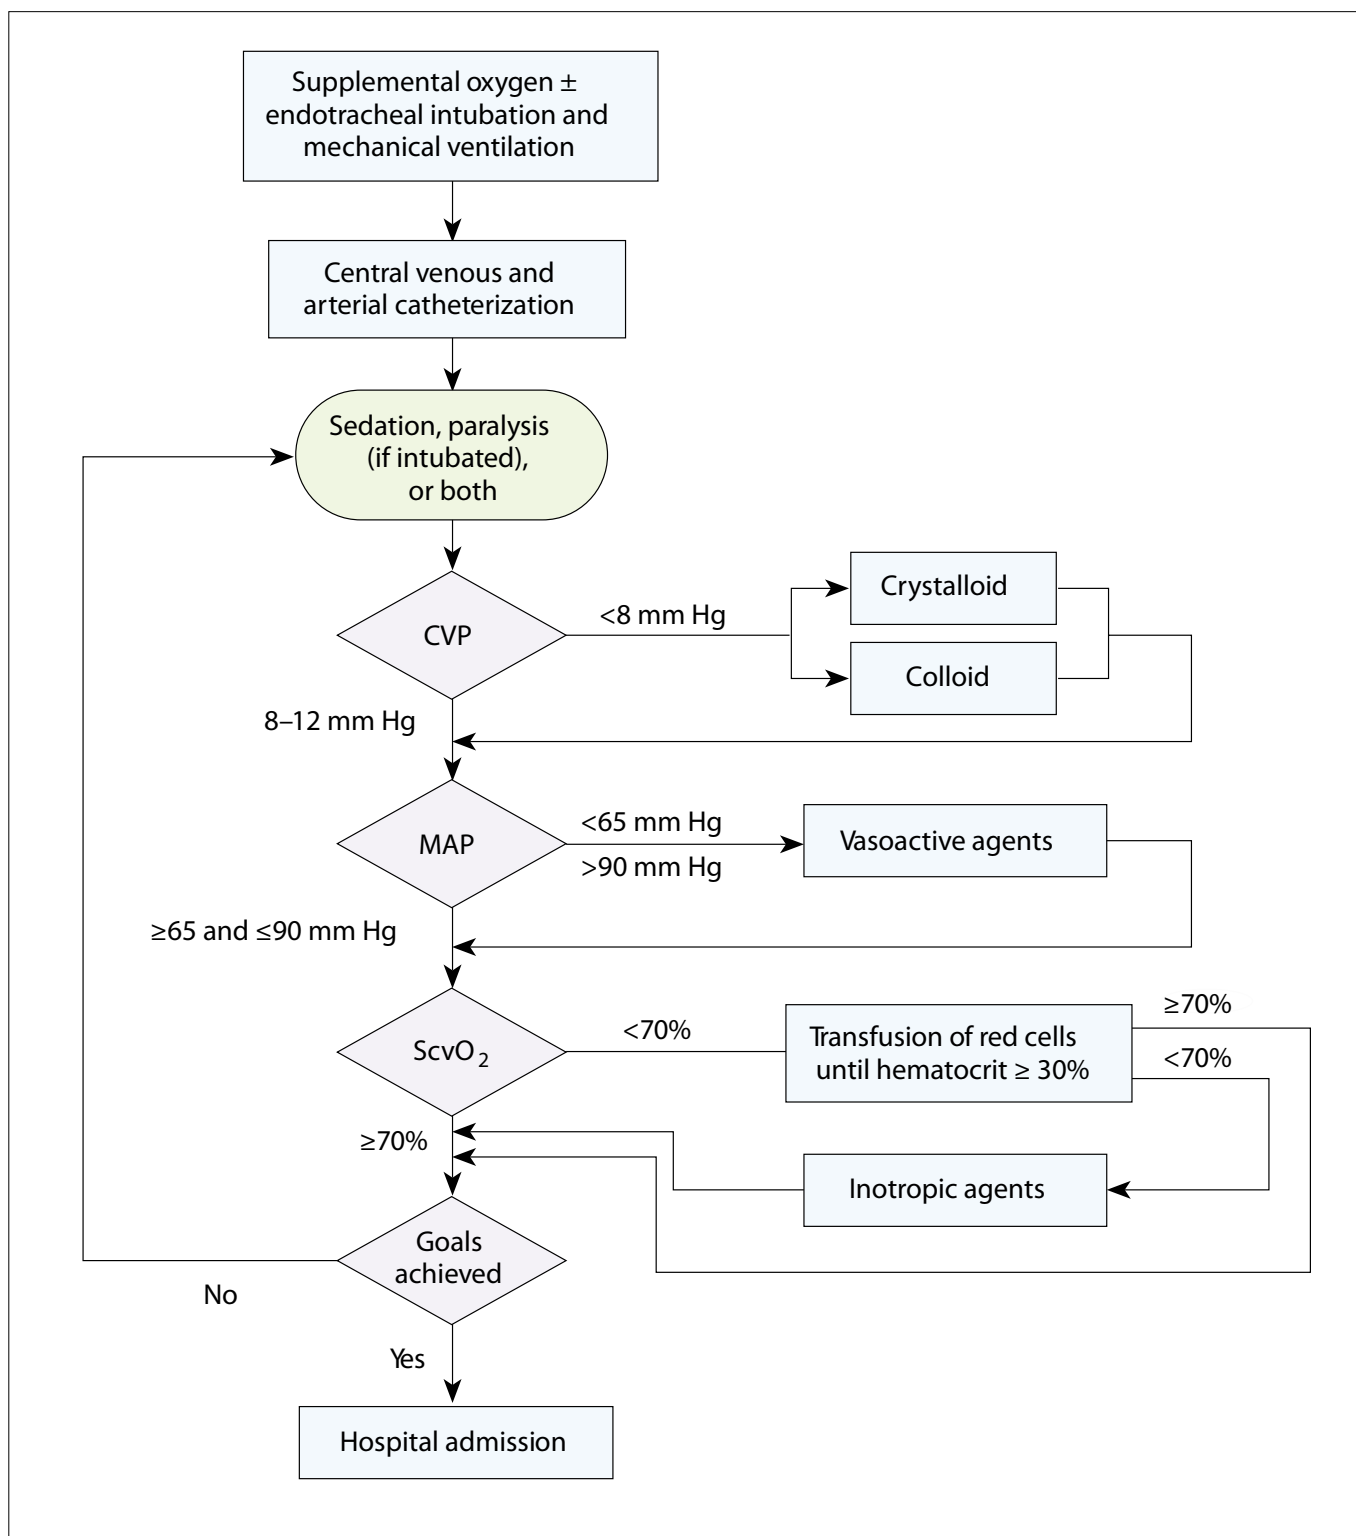 Supplemental oxygen ±
endotracheal intubation and
mechanical ventilation
Central venous and
arterial catheterization
Sedation, paralysis
(if intubated),
or both
CVP
<8 mm Hg
Crystalloid
Colloid
8–12 mm Hg
MAP
<65 mm Hg
>90 mm Hg
Vasoactive agents
≥65 and ≤90 mm Hg
ScvO₂
<70%
Transfusion of red cells
until hematocrit ≥ 30%
≥70%
<70%
≥70%
Inotropic agents
Goals
achieved
No
Yes
Hospital admission